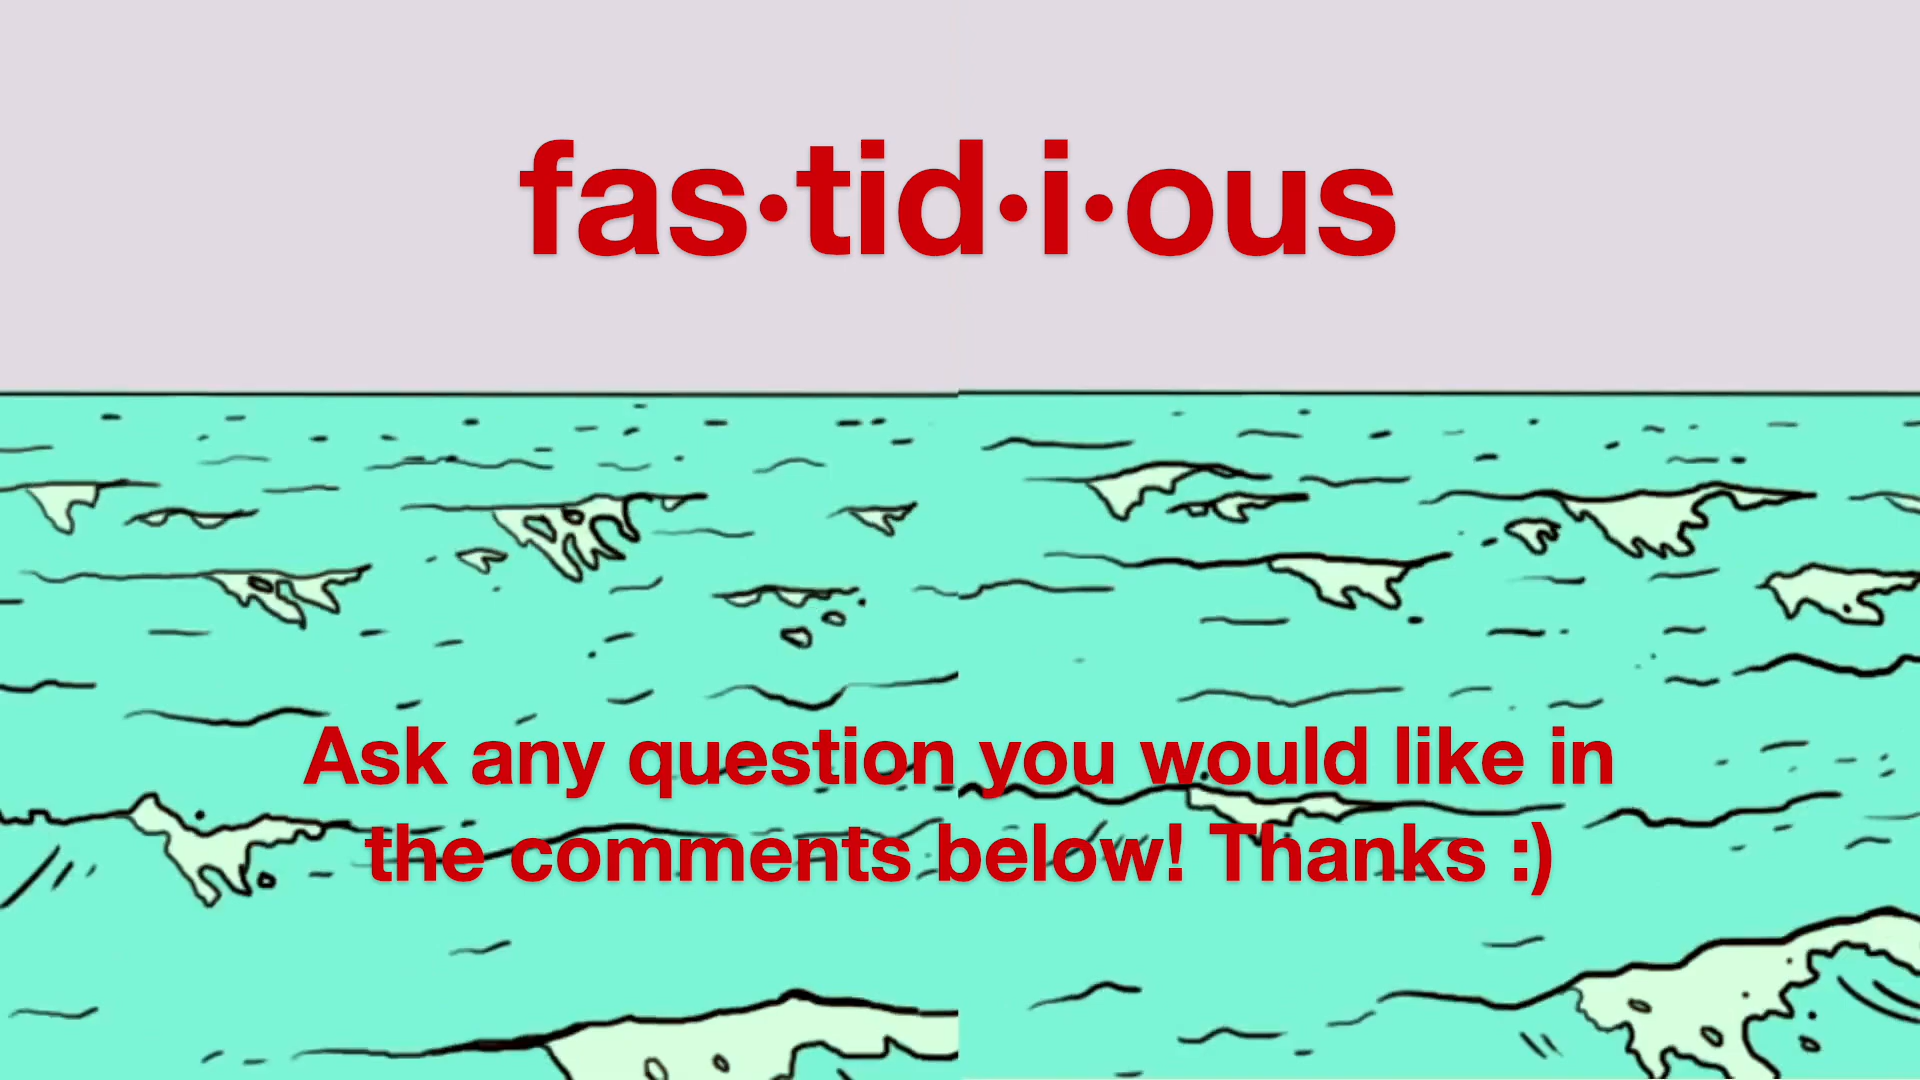 fas·tid·i·ous
Ask any question you would like in
the comments below! Thanks :)